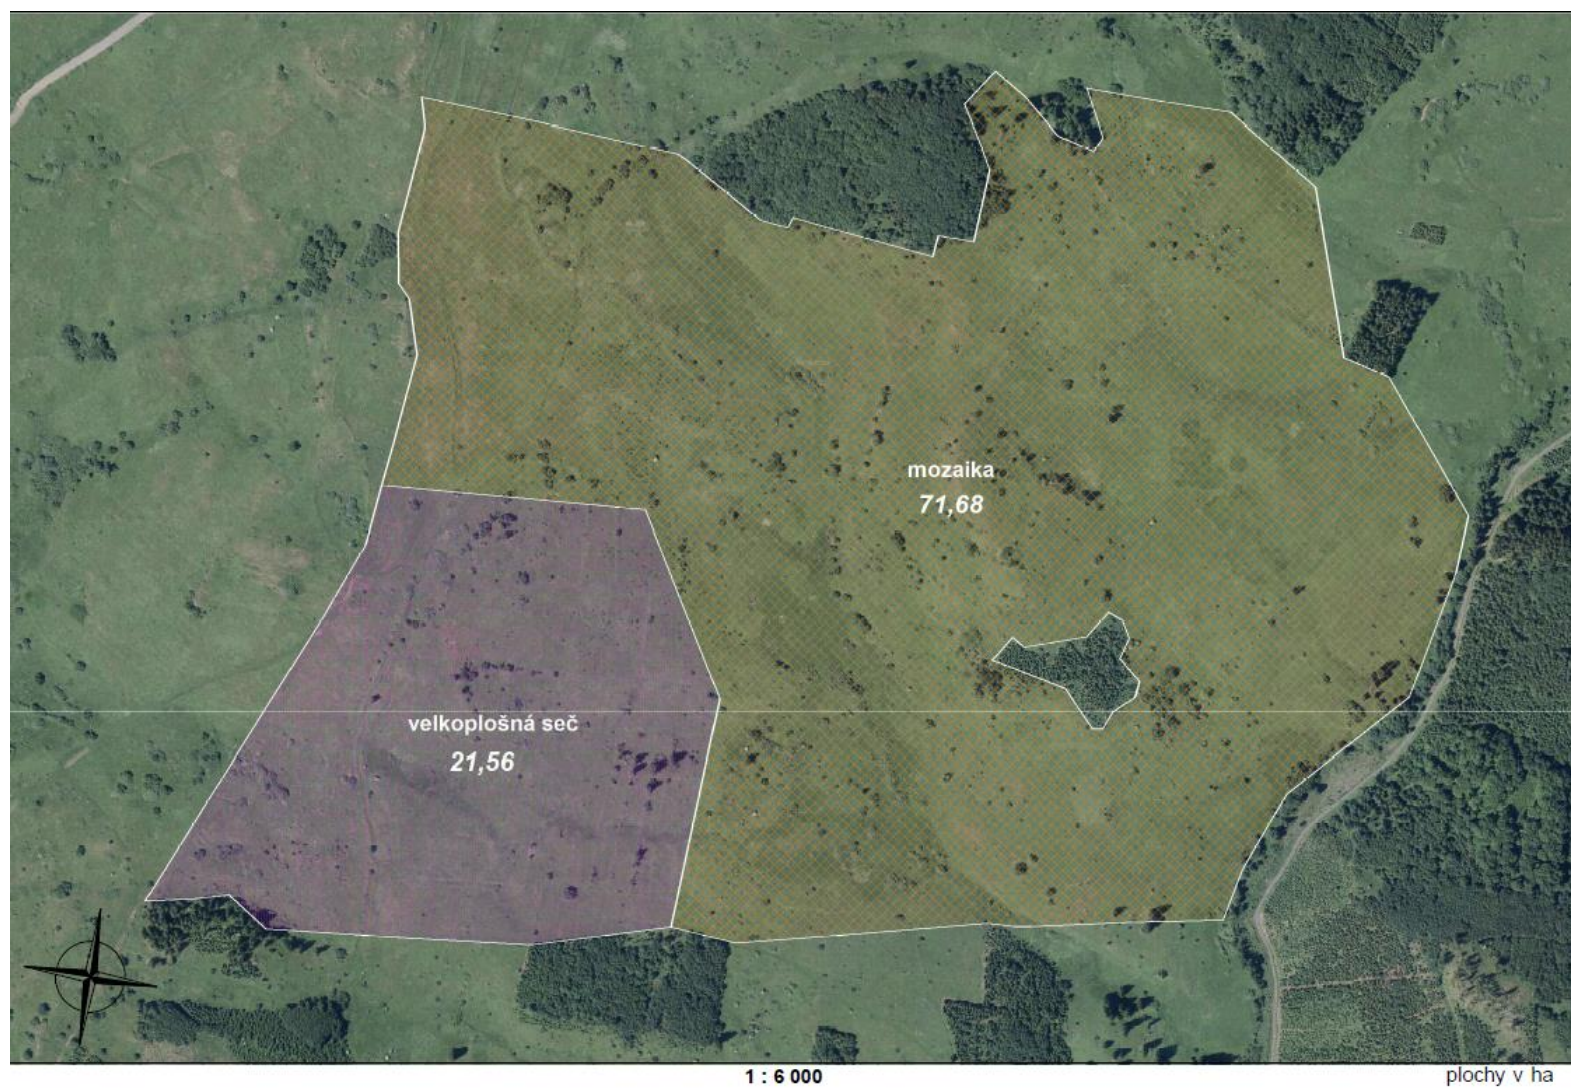 mozaika
71,68
velkoplošná seč
21,56
1 : 6 000
plochy v ha